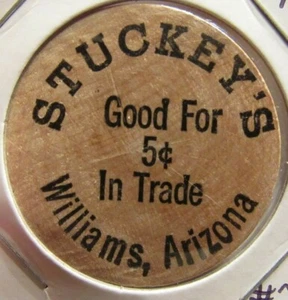 STUCKEY'S
Good For
5¢
In Trade
Williams, Arizona